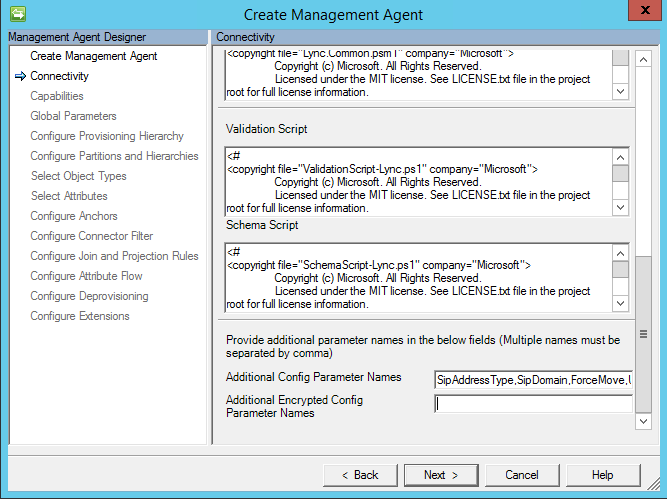 Create Management Agent
x
Management Agent Designer
Connectivity
Create Management Agent
Connectivity
Capabilities
Global Parameters
Configure Provisioning Hierarchy
Configure Partitions and Hierarchies
Select Object Types
Select Attributes
Configure Anchors
Configure Connector Filter
Configure Join and Projection Rules
Configure Attribute Flow
Configure Deprovisioning
Configure Extensions
<copyright file="Lync.Common.psm1" company="Microsoft">
Copyright (c) Microsoft. All Rights Reserved.
Licensed under the MIT license. See LICENSE.txt file in the project
root for full license information.
Validation Script
<#
<copyright file="ValidationScript-Lync.ps1" company="Microsoft">
Copyright (c) Microsoft. All Rights Reserved.
Licensed under the MIT license. See LICENSE.txt file in the project
root for full license information.
Schema Script
<#
<copyright file="SchemaScript-Lync.ps1" company="Microsoft">
Copyright (c) Microsoft. All Rights Reserved.
Licensed under the MIT license. See LICENSE.txt file in the project
root for full license information.
Provide additional parameter names in the below fields (Multiple names must be
separated by comma)
Additional Config Parameter Names
SipAddressType,SipDomain,ForceMove,
Additional Encrypted Config
Parameter Names
< Back
Next >
Cancel
Help